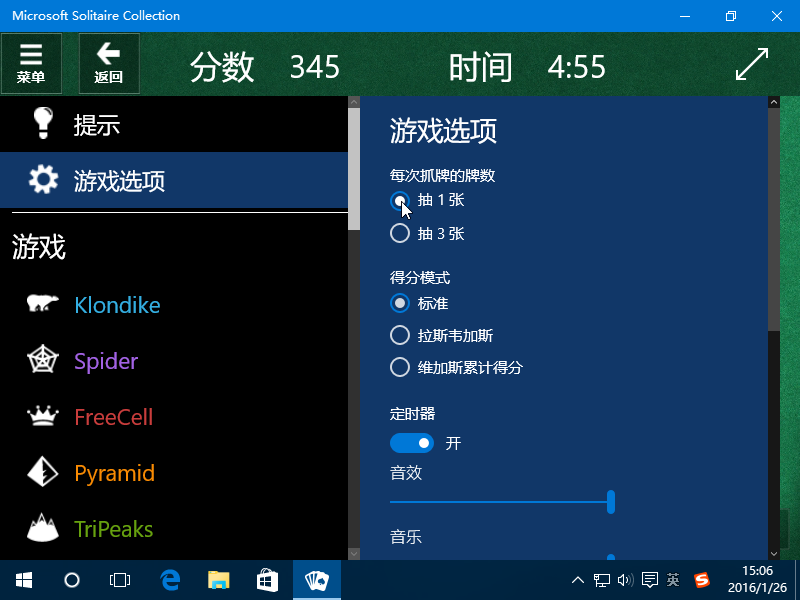 Microsoft Solitaire Collection
菜单
返回
分数 345
时间 4:55
提示
游戏选项
游戏
Klondike
Spider
FreeCell
Pyramid
TriPeaks
游戏选项
每次抓牌的牌数
抽 1 张
抽 3 张
得分模式
标准
拉斯韦加斯
维加斯累计得分
定时器
开
音效
音乐
英
15:06
2016/1/26